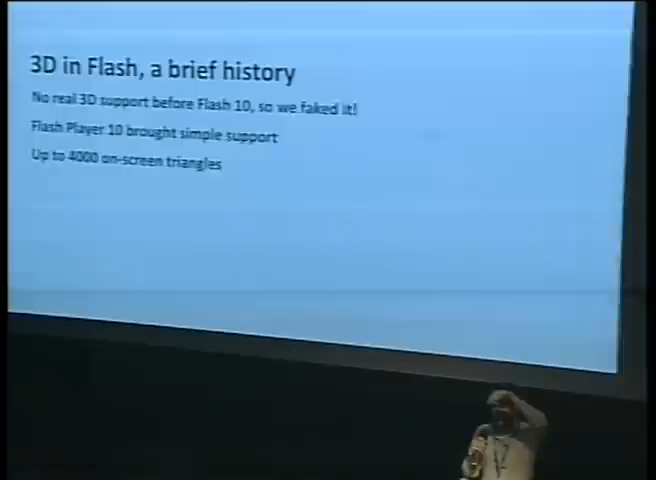 3D in Flash, a brief history
No real 3D support before Flash 10, so we faked it!
Flash Player 10 brought simple support
Up to 4000 on-screen triangles